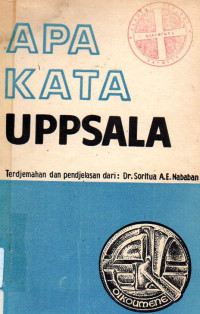 APA
KATA
UPPSALA
Terdjemahan dan pendjelasan dari: Dr. Soritua A.E. Nababan
OIKOUMENE